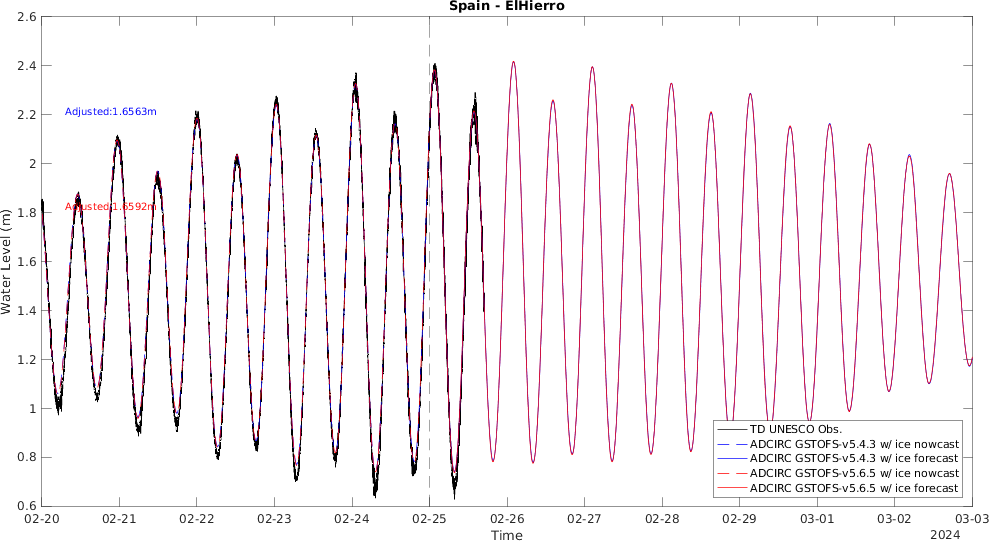 Spain - ElHierro
2.6
2.4
2.2
2
1.8
1.6
1.4
1.2
1
0.8
0.6
Water Level (m)
Adjusted:1.6563m
Adjusted:1.6592m
TD UNESCO Obs.
ADCIRC GSTOFS-v5.4.3 w/ ice nowcast
ADCIRC GSTOFS-v5.4.3 w/ ice forecast
ADCIRC GSTOFS-v5.6.5 w/ ice nowcast
ADCIRC GSTOFS-v5.6.5 w/ ice forecast
02-20 02-21 02-22 02-23 02-24 02-25 02-26 02-27 02-28 02-29 03-01 03-02 03-03
Time
2024